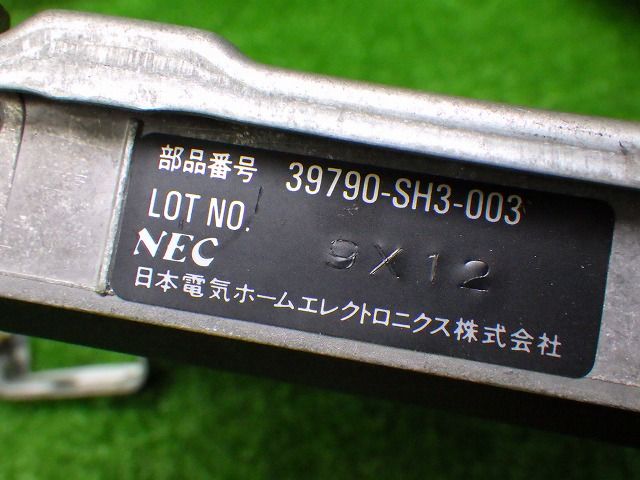 部品番号 39790-SH3-003
LOT NO. 9X12
NEC
日本電気ホームエレクトロニクス株式会社